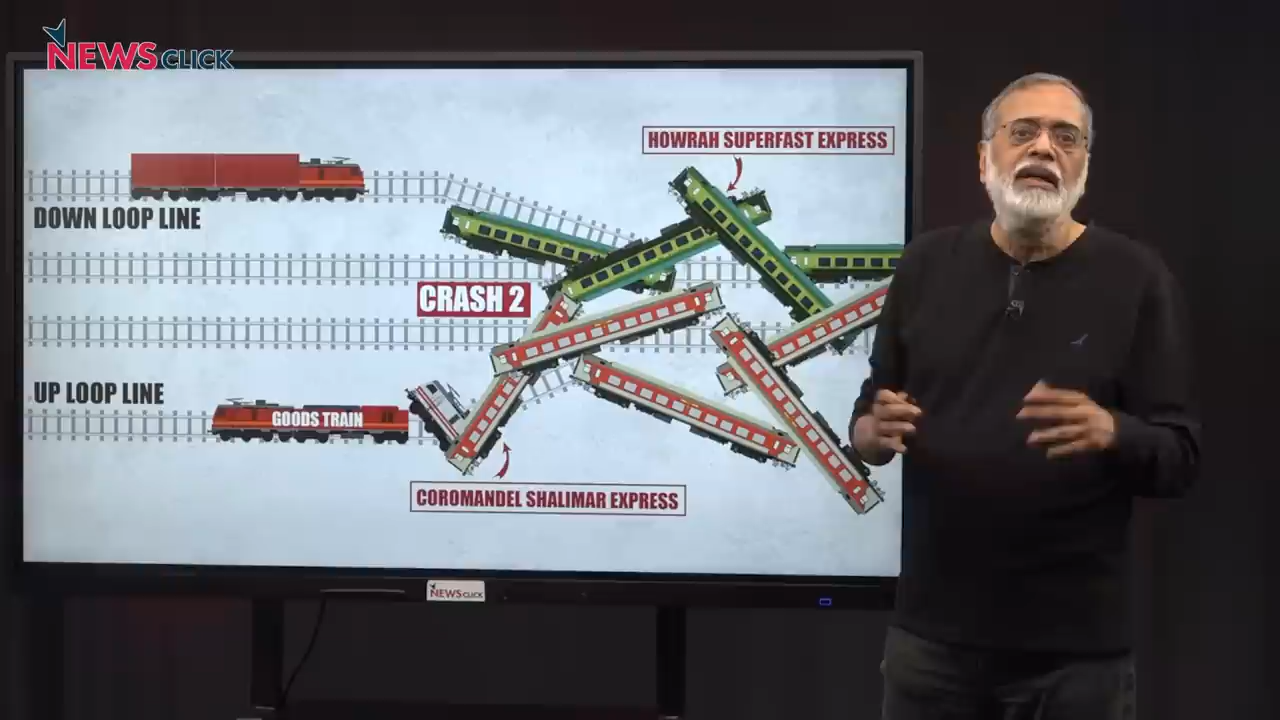 NEWSCLICK
HOWRAH SUPERFAST EXPRESS
DOWN LOOP LINE
CRASH 2
UP LOOP LINE
GOODS TRAIN
COROMANDEL SHALIMAR EXPRESS
NEWSCLICK